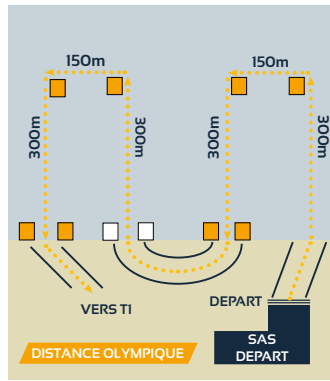 150m
150m
300m
300m
300m
300m
VERS T1
DEPART
DISTANCE OLYMPIQUE
SAS
DEPART